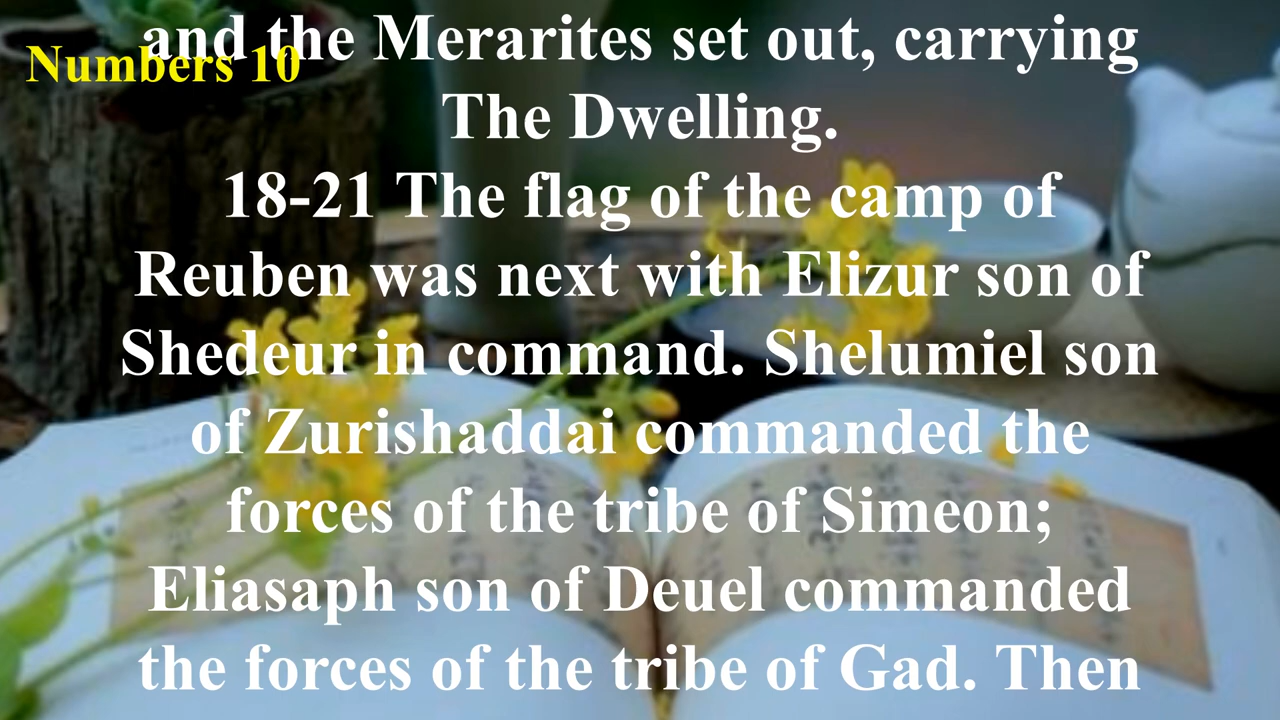 Numbers 10
and the Merarites set out, carrying
The Dwelling.
18-21 The flag of the camp of
Reuben was next with Elizur son of
Shedeur in command. Shelumiel son
of Zurishaddai commanded the
forces of the tribe of Simeon;
Eliasaph son of Deuel commanded
the forces of the tribe of Gad. Then